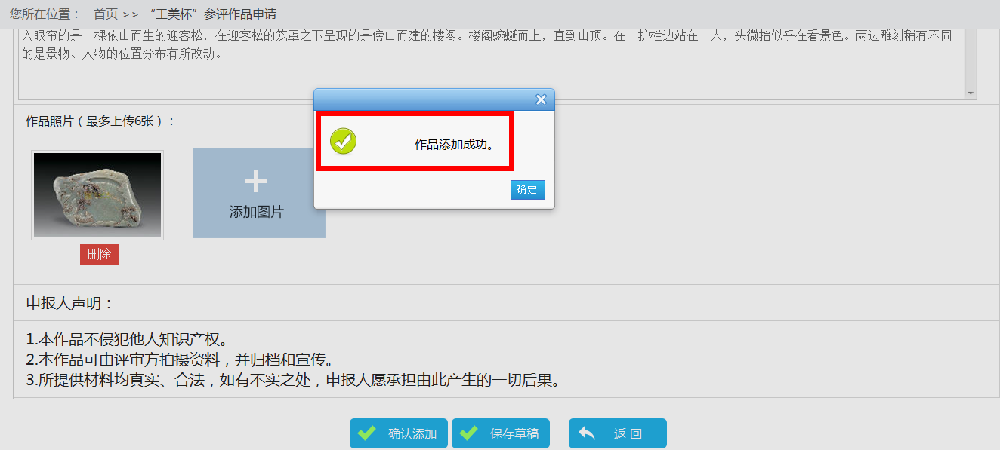 您所在位置： 首页 >> “工美杯”参评作品申请
入眼帘的是一棵依山而生的迎客松，在迎客松的笼罩之下呈现的是傍山而建的楼阁。楼阁蜿蜒而上，直到山顶。在一护栏边站在一人，头微抬似乎在看景色。两边雕刻稍有不同
的是景物、人物的位置分布有所改动。
作品照片（最多上传6张）：
作品添加成功。
确定
添加图片
删除
申报人声明：
1.本作品不侵犯他人知识产权。
2.本作品可由评审方拍摄资料，并归档和宣传。
3.所提供材料均真实、合法，如有不实之处，申报人愿承担由此产生的一切后果。
确认添加 保存草稿 返 回